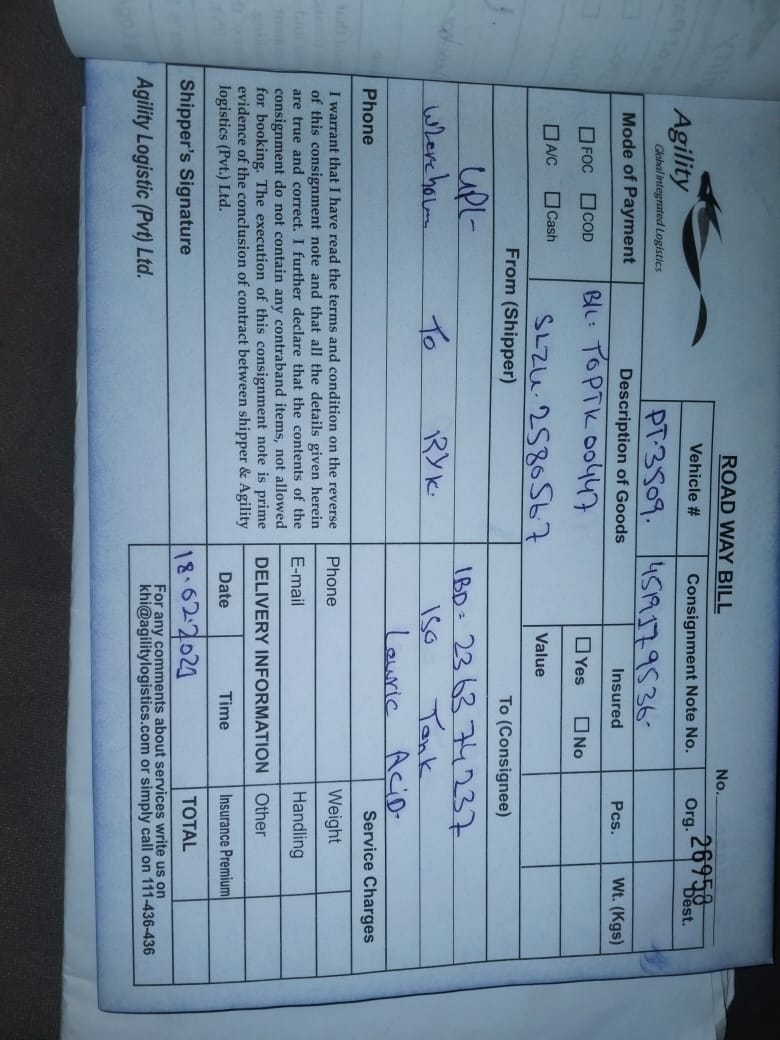 ROAD WAY BILL
No. 26958
Agility
Global Integrated Logistics
Vehicle # Consignment Note No. Org. Dest.
PT-3509. 4519179536-
Mode of Payment Description of Goods Insured Pcs. Wt. (Kgs)
FOC COD B/L: TOPTK00447 Yes No
A/C Cash SLZU. 258056-7 Value
From (Shipper) To (Consignee)
UPL- IBD= 236374237
To RYK. ISO Tank
Lauric ACiD-
Phone Service Charges
I warrant that I have read the terms and condition on the reverse
of this consignment note and that all the details given herein
are true and correct. I further declare that the contents of the
consignment do not contain any contraband items, not allowed
for booking. The execution of this consignment note is prime
evidence of the conclusion of contract between shipper & Agility
logistics (Pvt.) Ltd.
Phone Weight
E-mail Handling
DELIVERY INFORMATION Other
Date Time Insurance Premium
Shipper's Signature 18-02-2021 TOTAL
Agility Logistic (Pvt) Ltd.
For any comments about services write us on
khi@agilitylogistics.com or simply call on 111-436-436